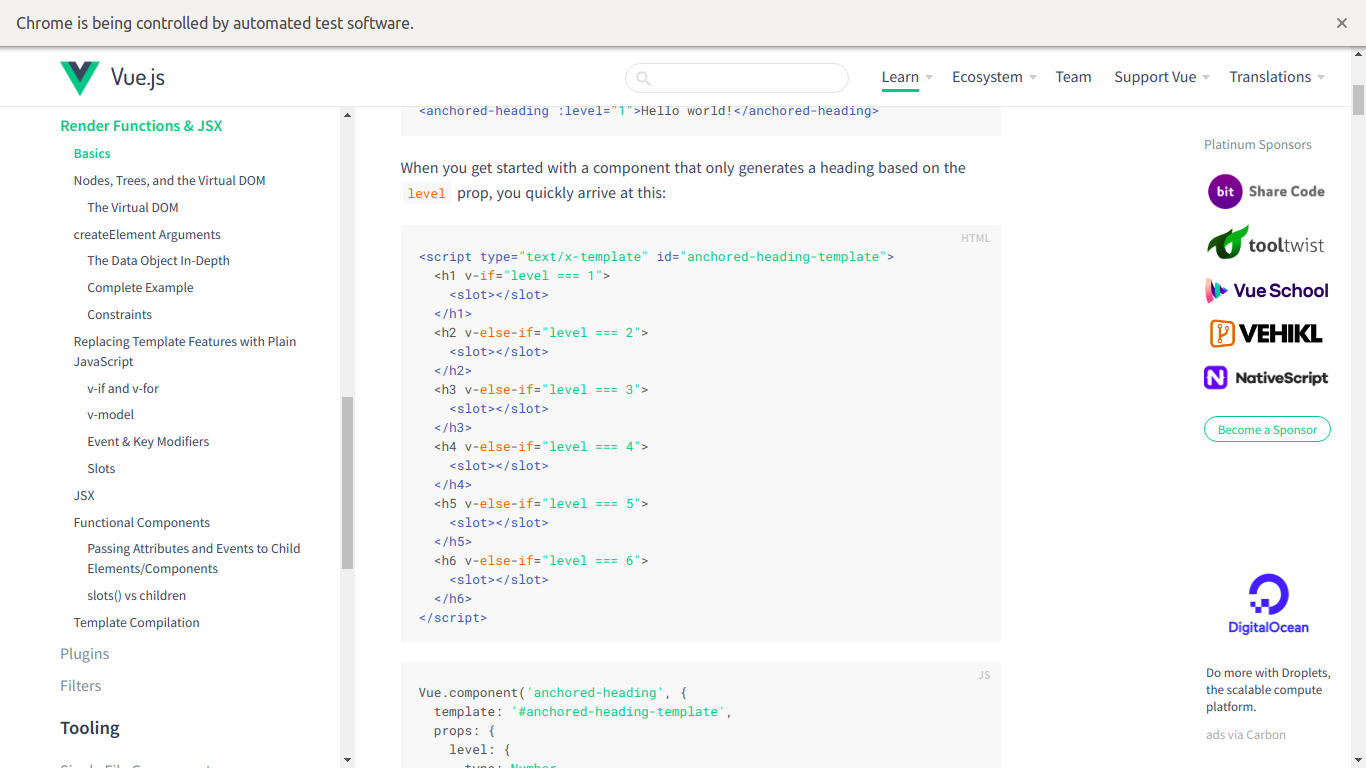 Chrome is being controlled by automated test software.
Vue.js
Learn
Ecosystem
Team
Support Vue
Translations
Render Functions & JSX
Basics
Nodes, Trees, and the Virtual DOM
The Virtual DOM
createElement Arguments
The Data Object In-Depth
Complete Example
Constraints
Replacing Template Features with Plain
JavaScript
v-if and v-for
v-model
Event & Key Modifiers
Slots
JSX
Functional Components
Passing Attributes and Events to Child
Elements/Components
slots() vs children
Template Compilation
Plugins
Filters
Tooling
<anchored-heading :level="1">Hello world!</anchored-heading>
When you get started with a component that only generates a heading based on the
level prop, you quickly arrive at this:
HTML
<script type="text/x-template" id="anchored-heading-template">
<h1 v-if="level === 1">
<slot></slot>
</h1>
<h2 v-else-if="level === 2">
<slot></slot>
</h2>
<h3 v-else-if="level === 3">
<slot></slot>
</h3>
<h4 v-else-if="level === 4">
<slot></slot>
</h4>
<h5 v-else-if="level === 5">
<slot></slot>
</h5>
<h6 v-else-if="level === 6">
<slot></slot>
</h6>
</script>
JS
Vue.component('anchored-heading', {
template: '#anchored-heading-template',
props: {
level: {
type: Number
Platinum Sponsors
bit Share Code
tooltwist
Vue School
VEHIKL
NativeScript
Become a Sponsor
DigitalOcean
Do more with Droplets,
the scalable compute
platform.
ads via Carbon